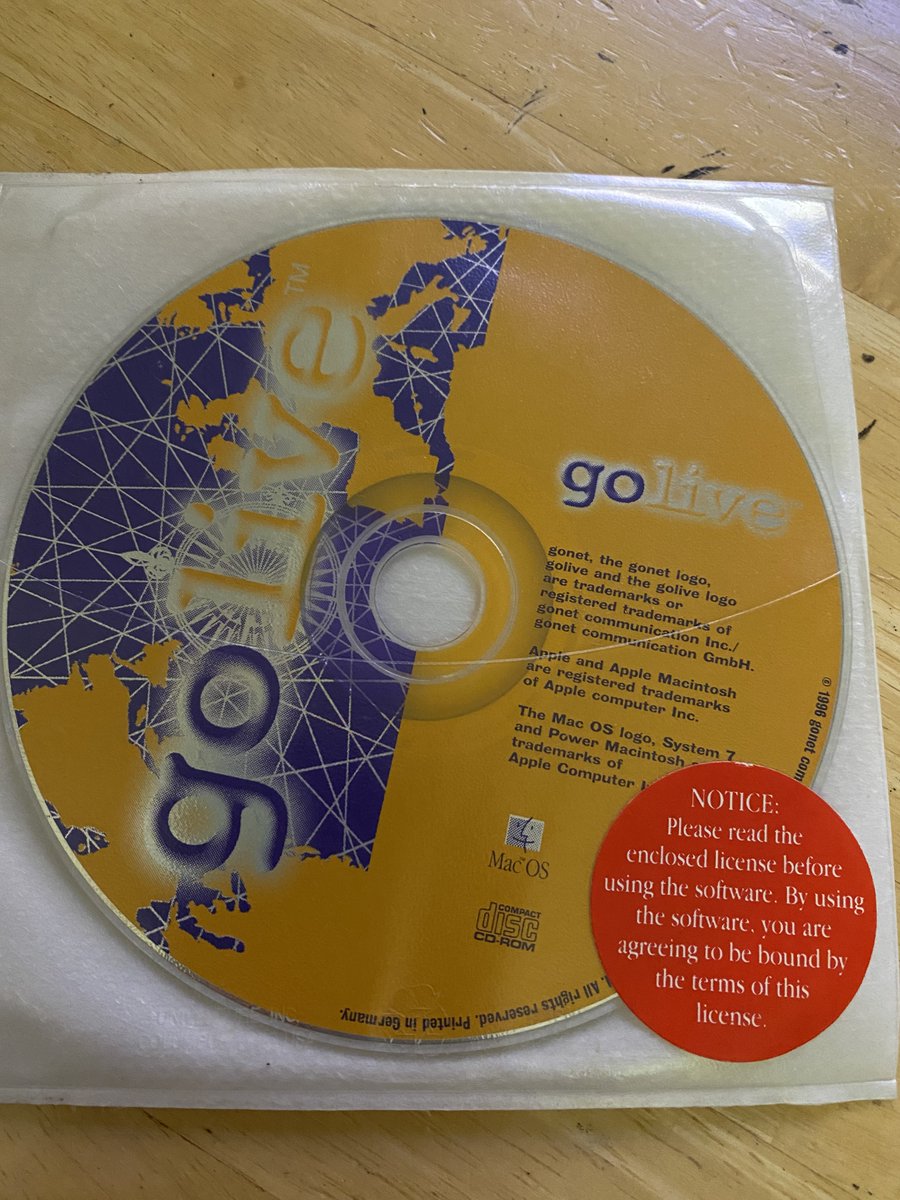 golive™
golive
gonet, the gonet logo,
golive and the golive logo
are trademarks or
registered trademarks of
gonet communication Inc./
gonet communication GmbH.
Apple and Apple Macintosh
are registered trademarks
of Apple computer Inc.
The Mac OS logo, System 7
and Power Macintosh
trademarks of
Apple Computer
Mac™OS
COMPACT
disc
CD-ROM
© 1996 gonet
All rights reserved. Printed in Germany.
NOTICE:
Please read the
enclosed license before
using the software. By using
the software, you are
agreeing to be bound by
the terms of this
license.